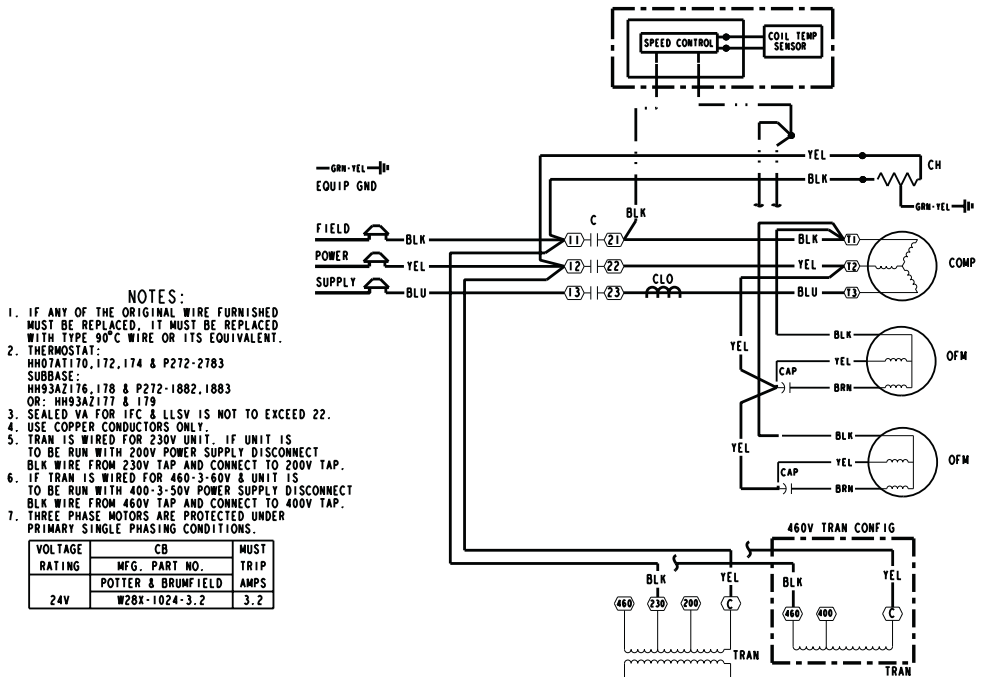 SPEED CONTROL
COIL TEMP
SENSOR
GRN-YEL
EQUIP GND
YEL
CH
BLK
GRN-YEL
BLK
C
FIELD
BLK
11
21
BLK
T1
POWER
YEL
12
22
YEL
T2
COMP
SUPPLY
BLU
13
23
CLO
BLU
T3
NOTES:
1. IF ANY OF THE ORIGINAL WIRE FURNISHED
MUST BE REPLACED, IT MUST BE REPLACED
WITH TYPE 90°C WIRE OR ITS EQUIVALENT.
2. THERMOSTAT:
HH07AT170,172,174 & P272-2783
SUBBASE:
HH93AZ176,178 & P272-1882,1883
OR: HH93AZ177 & 179
3. SEALED VA FOR IFC & LLSV IS NOT TO EXCEED 22.
4. USE COPPER CONDUCTORS ONLY.
5. TRAN IS WIRED FOR 230V UNIT. IF UNIT IS
TO BE RUN WITH 200V POWER SUPPLY DISCONNECT
BLK WIRE FROM 230V TAP AND CONNECT TO 200V TAP.
6. IF TRAN IS WIRED FOR 460-3-60V & UNIT IS
TO BE RUN WITH 400-3-50V POWER SUPPLY DISCONNECT
BLK WIRE FROM 460V TAP AND CONNECT TO 400V TAP.
7. THREE PHASE MOTORS ARE PROTECTED UNDER
PRIMARY SINGLE PHASING CONDITIONS.
VOLTAGE RATING
CB
MFG. PART NO.
MUST TRIP AMPS
POTTER & BRUMFIELD
24V
W28X-1024-3.2
3.2
YEL
BLK
YEL
OFM
CAP
BRN
YEL
BLK
YEL
OFM
CAP
BRN
460V TRAN CONFIG
BLK
YEL
BLK
YEL
460
230
200
C
460
400
C
TRAN
TRAN